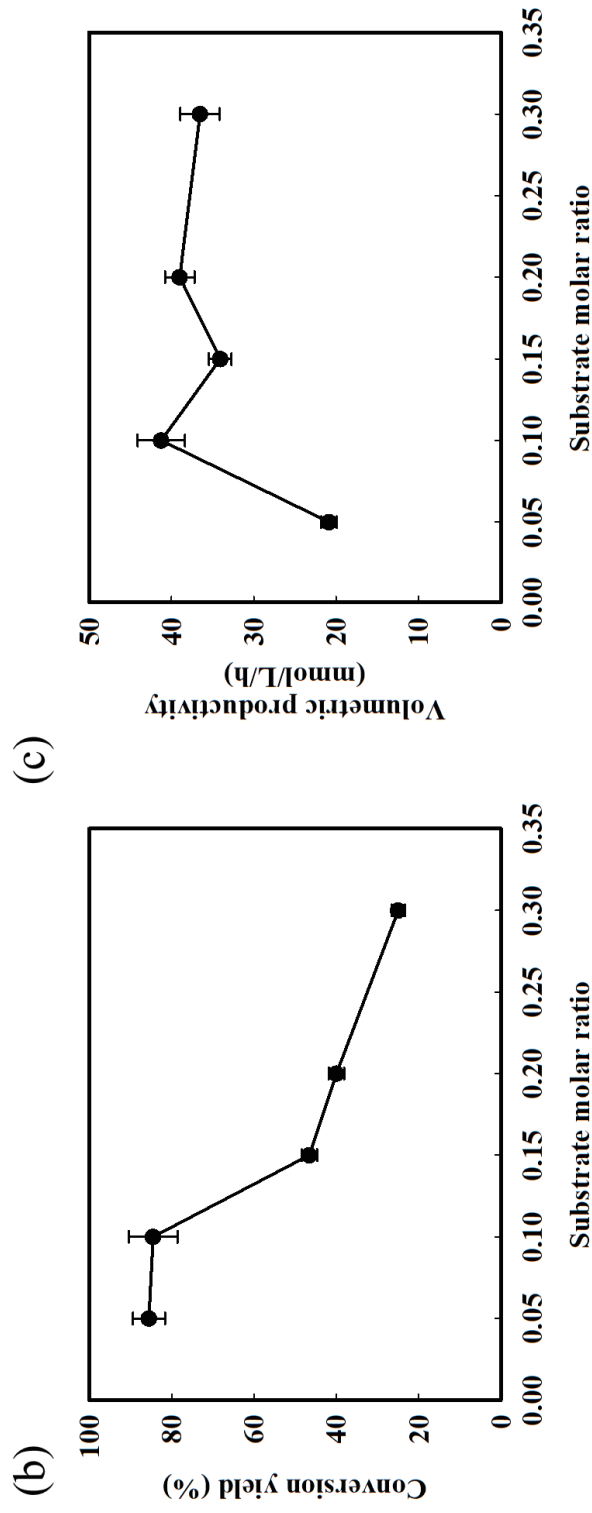 (b)
Conversion yield (%)
100
80
60
40
20
0
0.00 0.05 0.10 0.15 0.20 0.25 0.30 0.35
Substrate molar ratio
(c)
Volumetric productivity
(mmol/L/h)
50
40
30
20
10
0
0.00 0.05 0.10 0.15 0.20 0.25 0.30 0.35
Substrate molar ratio